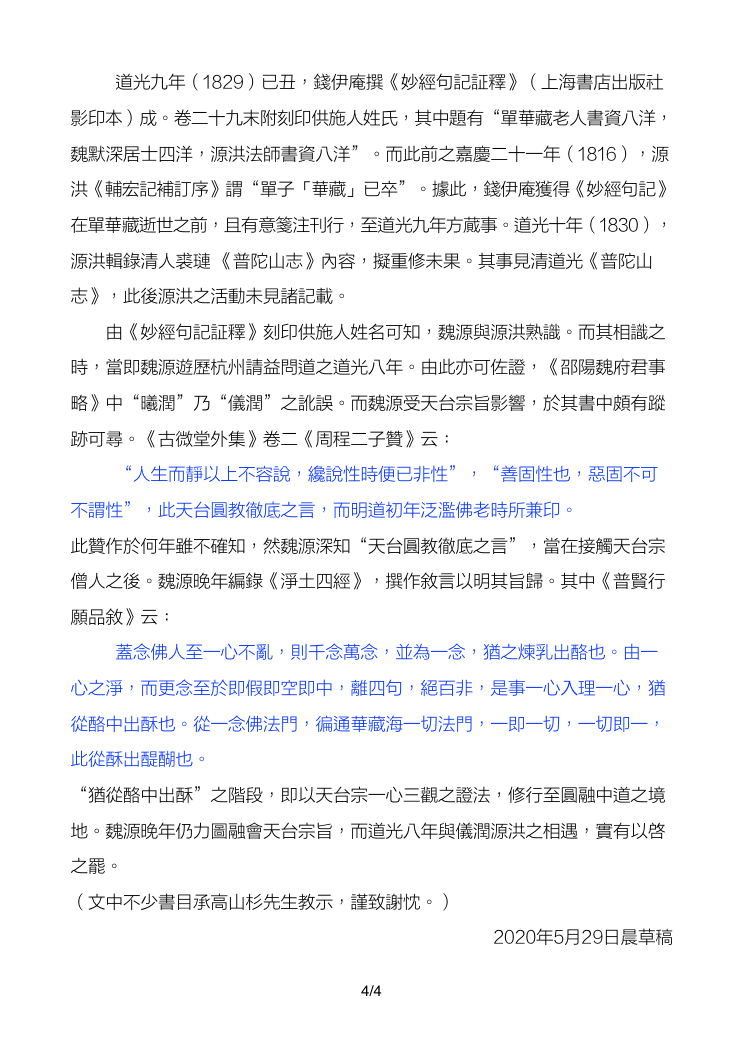 道光九年（1829）已丑，錢伊庵撰《妙經句記証釋》（上海書店出版社
影印本）成。卷二十九末附刻印供施人姓氏，其中題有“單華藏老人書資八洋，
魏默深居士四洋，源洪法師書資八洋”。而此前之嘉慶二十一年（1816），源
洪《輔宏記補訂序》謂“單子「華藏」已卒”。據此，錢伊庵獲得《妙經句記》
在單華藏逝世之前，且有意箋注刊行，至道光九年方蕆事。道光十年（1830），
源洪輯錄清人裘璉《普陀山志》內容，擬重修未果。其事見清道光《普陀山
志》，此後源洪之活動未見諸記載。
由《妙經句記証釋》刻印供施人姓名可知，魏源與源洪熟識。而其相識之
時，當即魏源遊歷杭州請益問道之道光八年。由此亦可佐證，《邵陽魏府君事
略》中“曦潤”乃“儀潤”之訛誤。而魏源受天台宗旨影響，於其書中頗有蹤
跡可尋。《古微堂外集》卷二《周程二子贊》云：
“人生而靜以上不容說，纔說性時便已非性”，“善固性也，惡固不可
不謂性”，此天台圓教徹底之言，而明道初年泛濫佛老時所兼印。
此贊作於何年雖不確知，然魏源深知“天台圓教徹底之言”，當在接觸天台宗
僧人之後。魏源晚年編錄《淨土四經》，撰作敘言以明其旨歸。其中《普賢行
願品敘》云：
蓋念佛人至一心不亂，則千念萬念，並為一念，猶之煉乳出酪也。由一
心之淨，而更念至於即假即空即中，離四句，絕百非，是事一心入理一心，猶
從酪中出酥也。從一念佛法門，徧通華藏海一切法門，一即一切，一切即一，
此從酥出醍醐也。
“猶從酪中出酥”之階段，即以天台宗一心三觀之證法，修行至圓融中道之境
地。魏源晚年仍力圖融會天台宗旨，而道光八年與儀潤源洪之相遇，實有以啓
之罷。
（文中不少書目承高山杉先生教示，謹致謝忱。）
2020年5月29日晨草稿
4/4